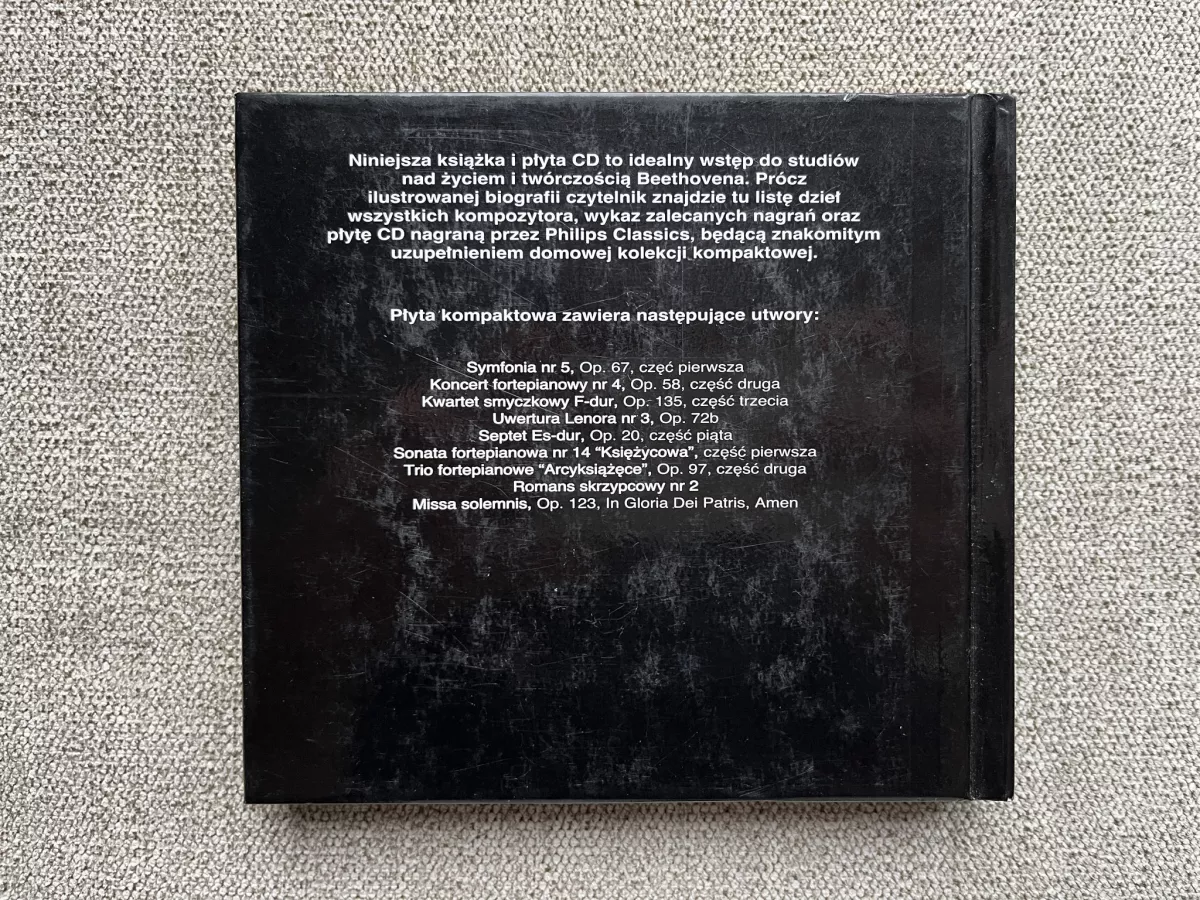 Niniejsza książka i płyta CD to idealny wstęp do studiów
nad życiem i twórczością Beethovena. Prócz
ilustrowanej biografii czytelnik znajdzie tu listę dzieł
wszystkich kompozytora, wykaz zalecanych nagrań oraz
płytę CD nagraną przez Philips Classics, będącą znakomitym
uzupełnieniem domowej kolekcji kompaktowej.
Płyta kompaktowa zawiera następujące utwory:
Symfonia nr 5, Op. 67, częć pierwsza
Koncert fortepianowy nr 4, Op. 58, część druga
Kwartet smyczkowy F-dur, Op. 135, część trzecia
Uwertura Lenora nr 3, Op. 72b
Septet Es-dur, Op. 20, część piąta
Sonata fortepianowa nr 14 “Księżycowa”, część pierwsza
Trio fortepianowe “Arcyksiążęce”, Op. 97, część druga
Romans skrzypcowy nr 2
Missa solemnis, Op. 123, In Gloria Dei Patris, Amen